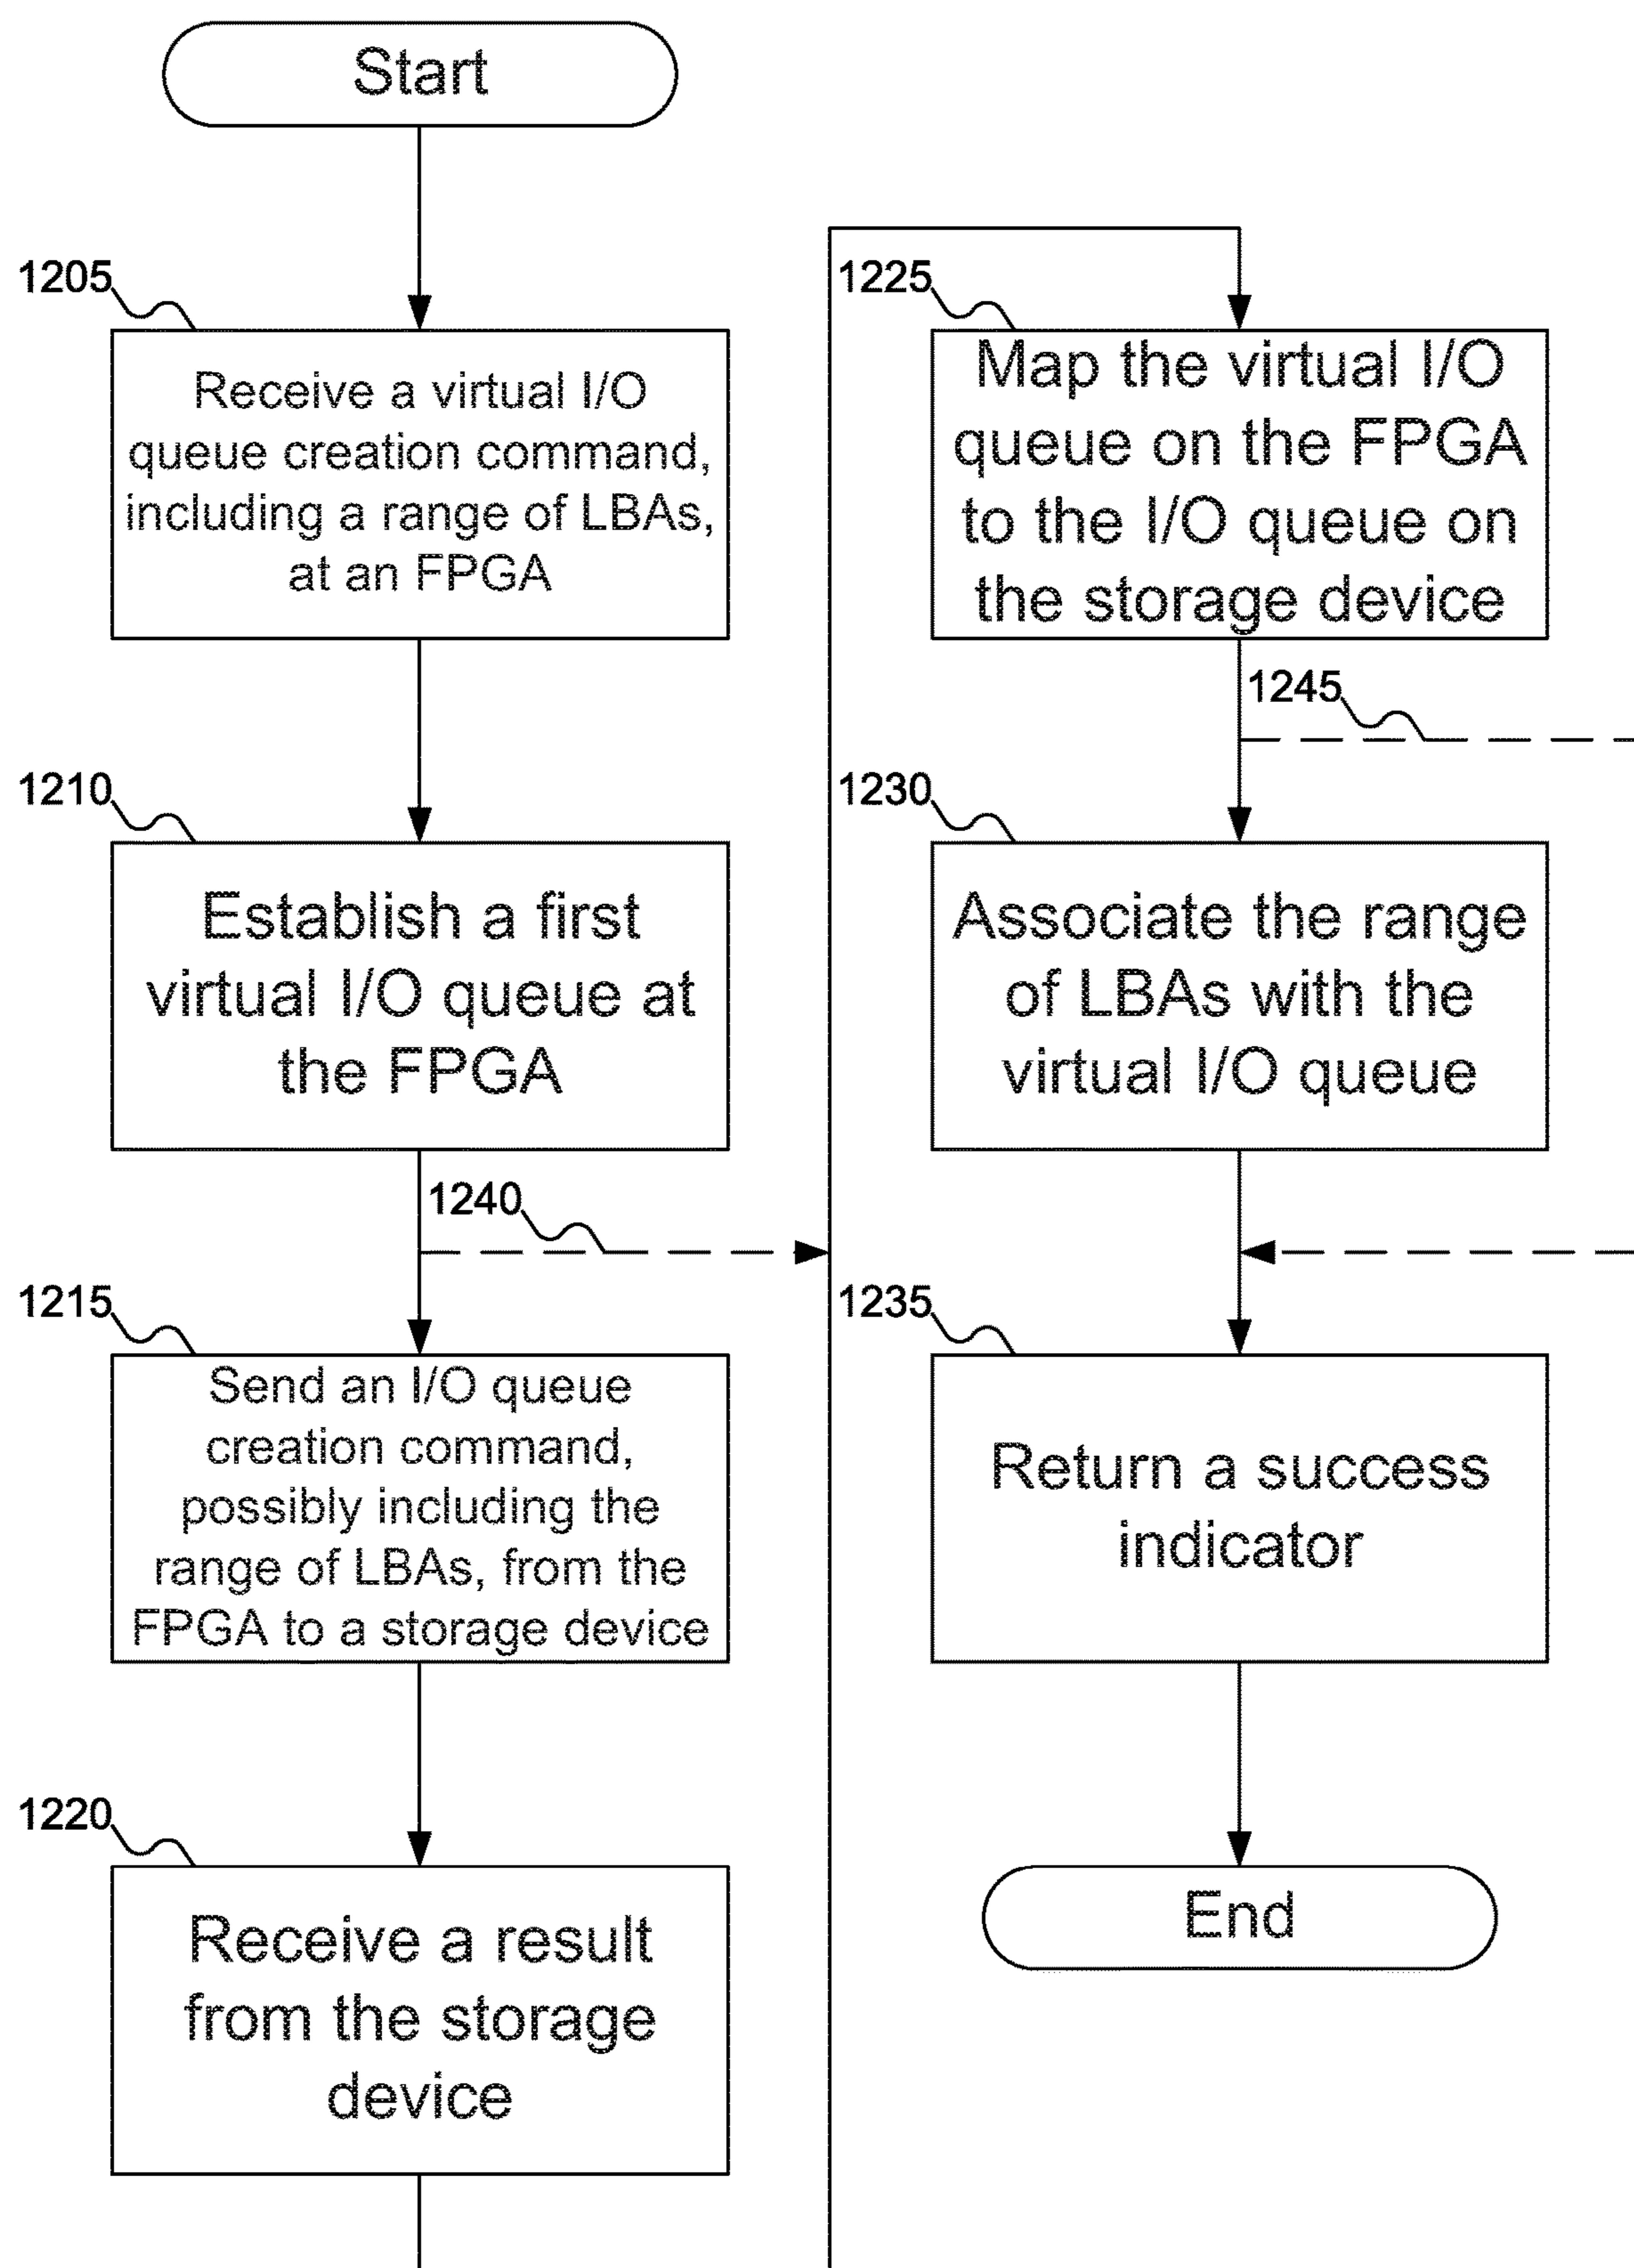 Start
1205
Receive a virtual I/O
queue creation command,
including a range of LBAs,
at an FPGA
1210
Establish a first
virtual I/O queue at
the FPGA
1240
1215
Send an I/O queue
creation command,
possibly including the
range of LBAs, from the
FPGA to a storage device
1220
Receive a result
from the storage
device
1225
Map the virtual I/O
queue on the FPGA
to the I/O queue on
the storage device
1245
1230
Associate the range
of LBAs with the
virtual I/O queue
1235
Return a success
indicator
End